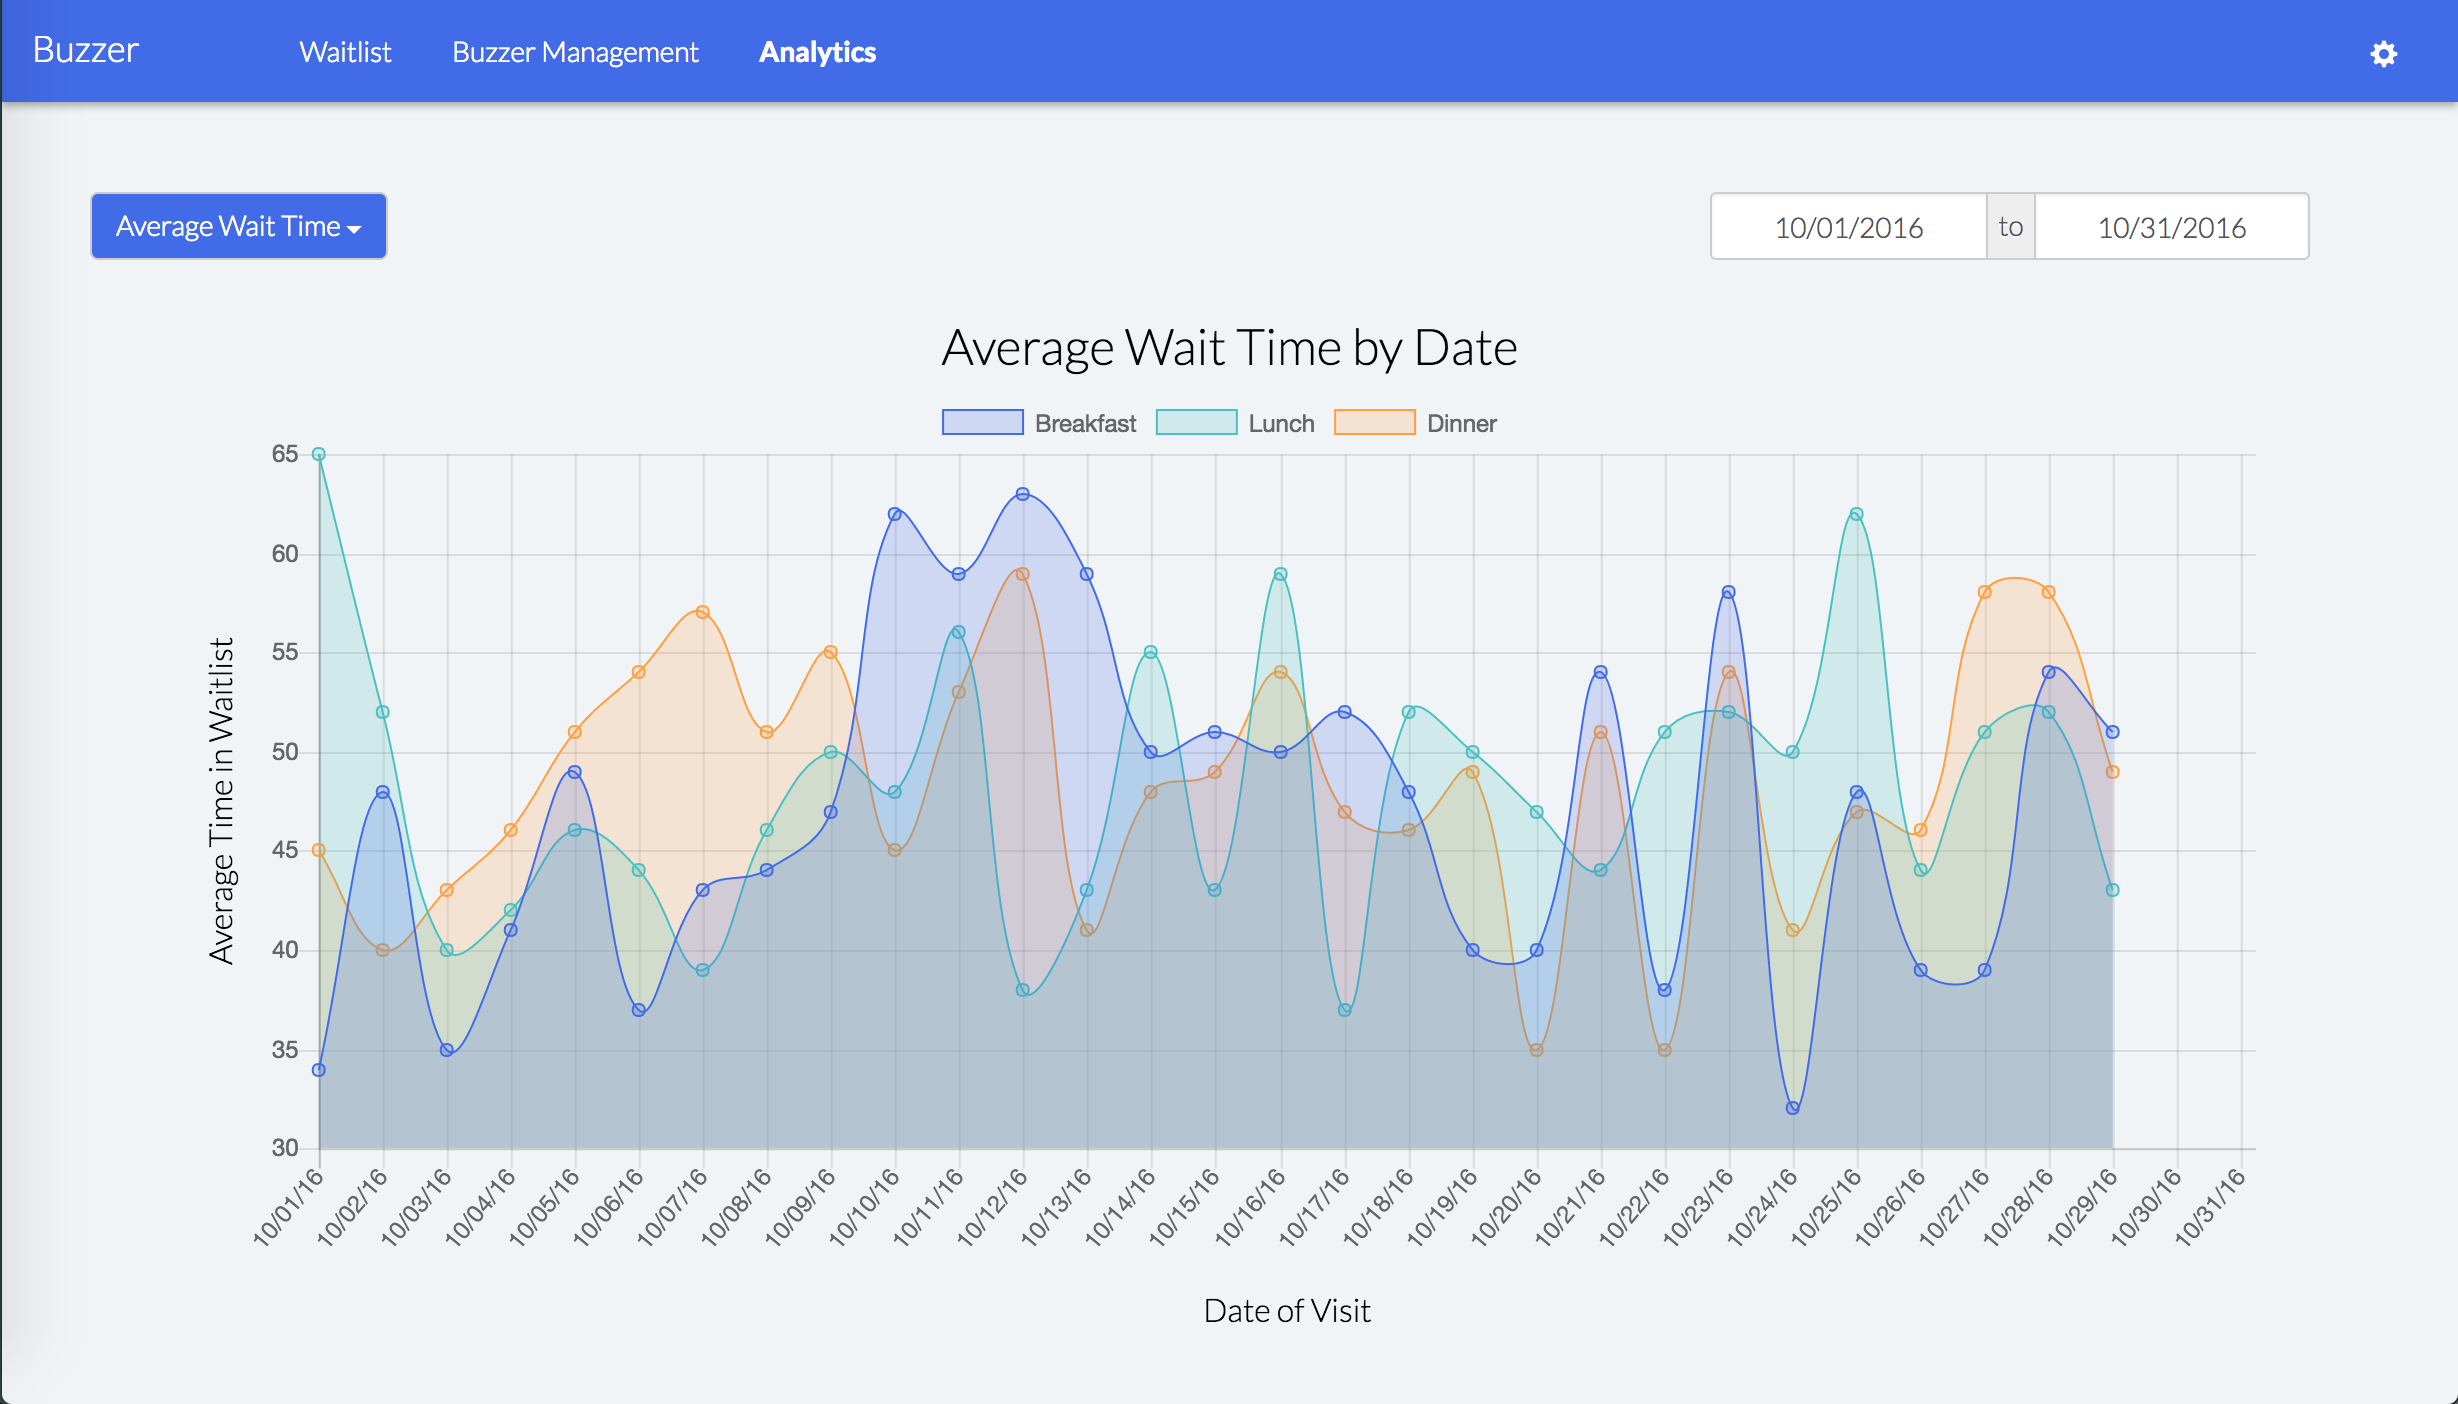 Buzzer Waitlist Buzzer Management Analytics
Average Wait Time 10/01/2016 to 10/31/2016
Average Wait Time by Date
Breakfast Lunch Dinner
Average Time in Waitlist
65
60
55
50
45
40
35
30
10/01/16 10/02/16 10/03/16 10/04/16 10/05/16 10/06/16 10/07/16 10/08/16 10/09/16 10/10/16 10/11/16 10/12/16 10/13/16 10/14/16 10/15/16 10/16/16 10/17/16 10/18/16 10/19/16 10/20/16 10/21/16 10/22/16 10/23/16 10/24/16 10/25/16 10/26/16 10/27/16 10/28/16 10/29/16 10/30/16 10/31/16
Date of Visit